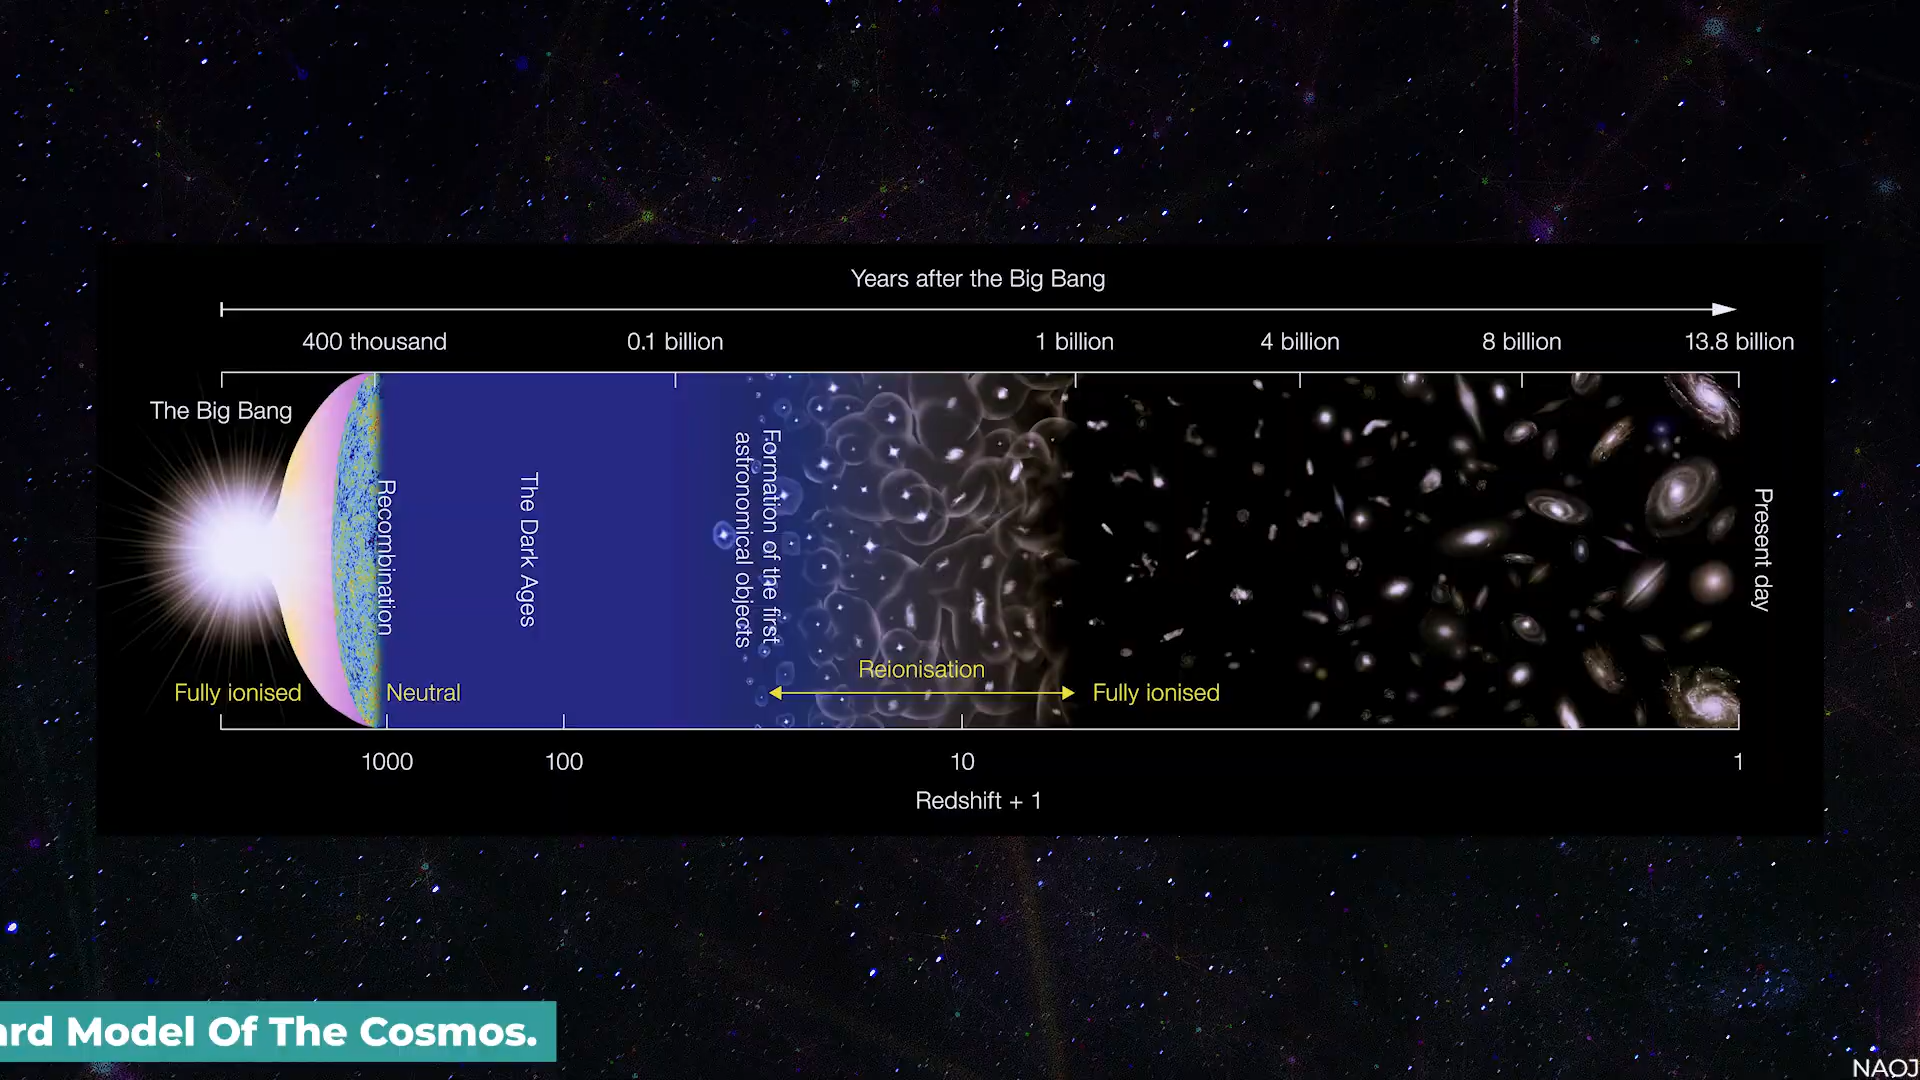 Years after the Big Bang
400 thousand
0.1 billion
1 billion
4 billion
8 billion
13.8 billion
The Big Bang
Recombination
The Dark Ages
Formation of the first
astronomical objects
Present day
Reionisation
Fully ionised
Neutral
Fully ionised
1000
100
10
1
Redshift + 1
Model Of The Cosmos.
NAOJ